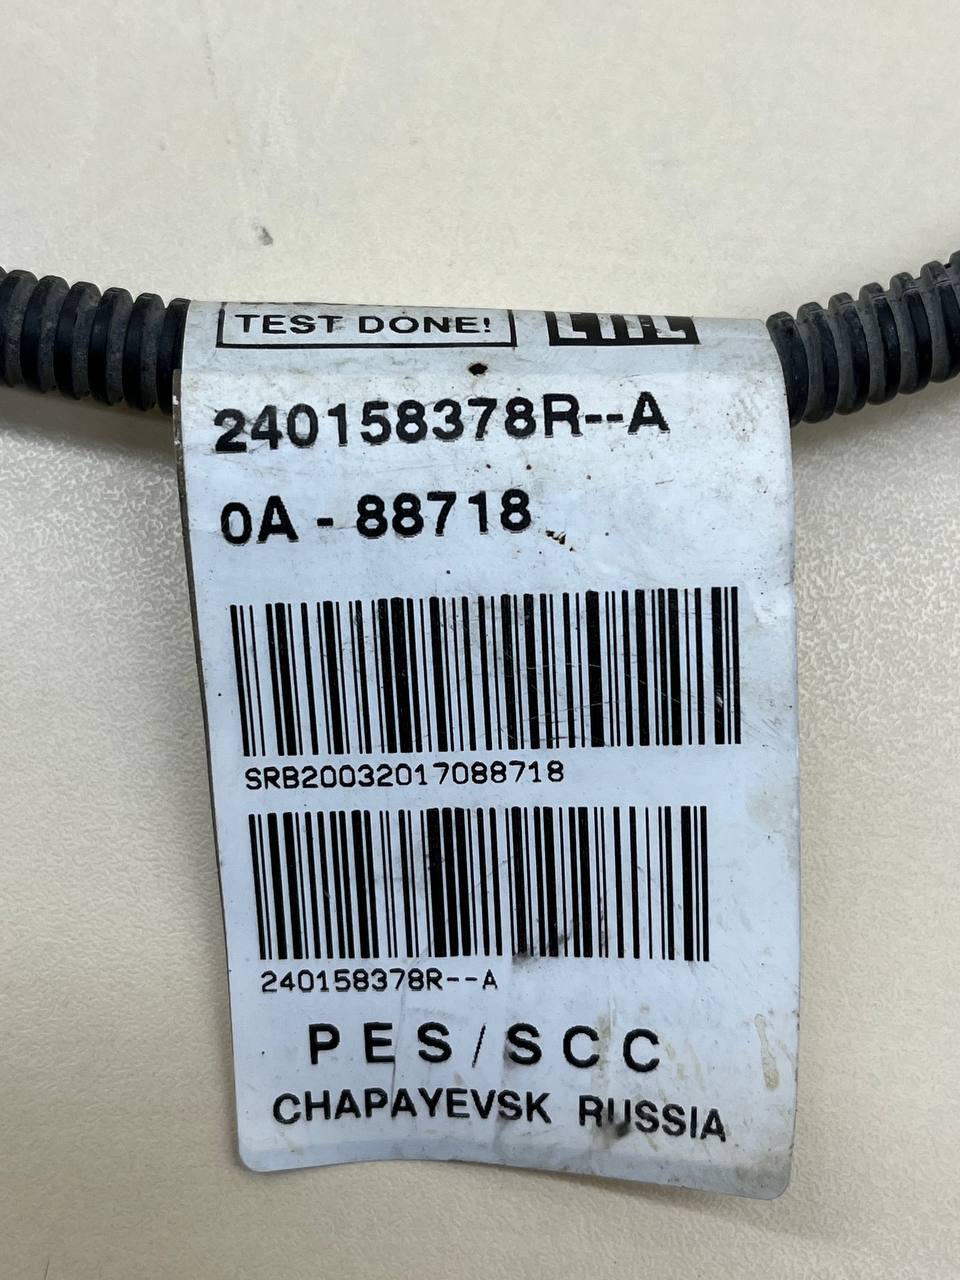 TEST DONE!
240158378R--A
0A - 88718
SRB20032017088718
240158378R--A
PES/SCC
CHAPAYEVSK RUSSIA